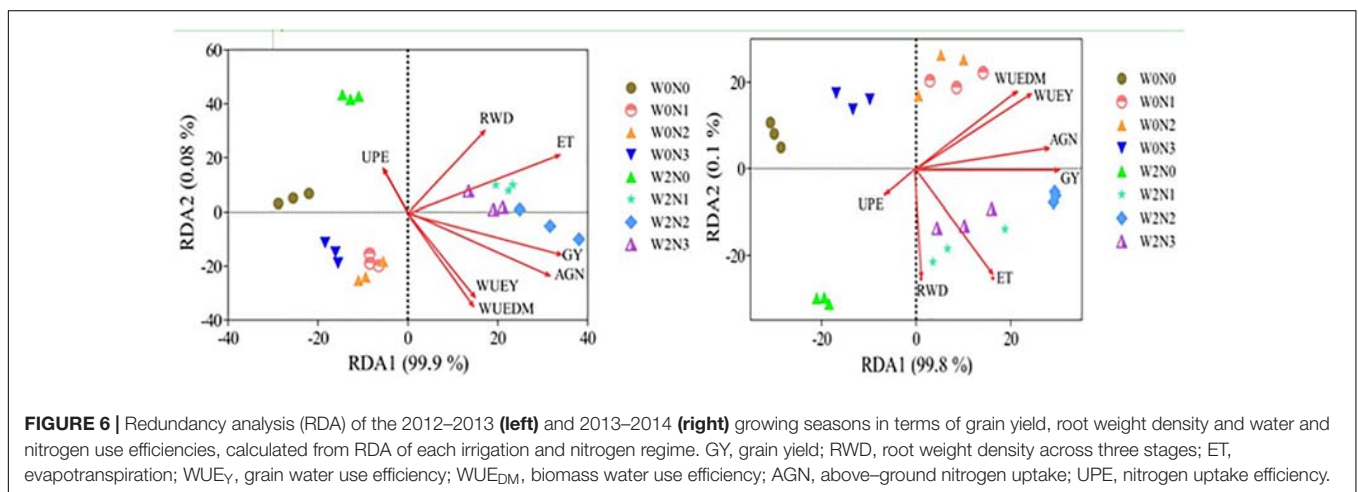 60
40
20
0
-20
-40
-40
-20
0
20
40
RDA2 (0.08 %)
RDA1 (99.9 %)
RWD
ET
UPE
GY
AGN
WUEY
WUEDM
W0N0
W0N1
W0N2
W0N3
W2N0
W2N1
W2N2
W2N3
20
0
-20
-20
0
20
RDA2 (0.1 %)
RDA1 (99.8 %)
WUEDM
WUEY
AGN
GY
UPE
RWD
ET
W0N0
W0N1
W0N2
W0N3
W2N0
W2N1
W2N2
W2N3
FIGURE 6 | Redundancy analysis (RDA) of the 2012–2013 (left) and 2013–2014 (right) growing seasons in terms of grain yield, root weight density and water and
nitrogen use efficiencies, calculated from RDA of each irrigation and nitrogen regime. GY, grain yield; RWD, root weight density across three stages; ET,
evapotranspiration; WUEY, grain water use efficiency; WUEDM, biomass water use efficiency; AGN, above–ground nitrogen uptake; UPE, nitrogen uptake efficiency.